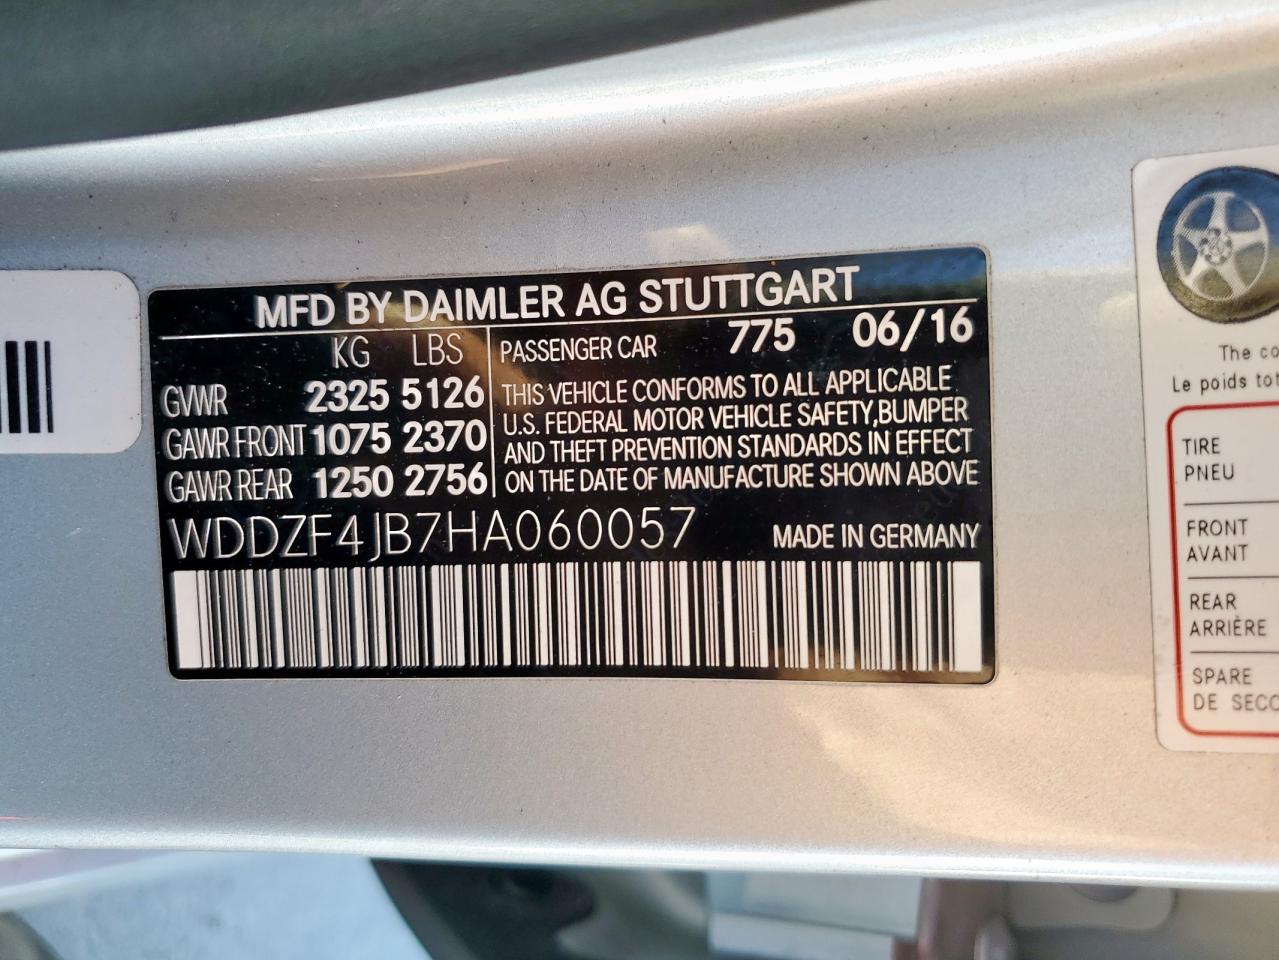 MFD BY DAIMLER AG STUTTGART
KG LBS
GVWR 2325 5126
GAWR FRONT 1075 2370
GAWR REAR 1250 2756
PASSENGER CAR 775 06/16
THIS VEHICLE CONFORMS TO ALL APPLICABLE
U.S. FEDERAL MOTOR VEHICLE SAFETY,BUMPER
AND THEFT PREVENTION STANDARDS IN EFFECT
ON THE DATE OF MANUFACTURE SHOWN ABOVE
WDDZF4JB7HA060057 MADE IN GERMANY
The co
Le poids tot
TIRE
PNEU
FRONT
AVANT
REAR
ARRIÈRE
SPARE
DE SECO